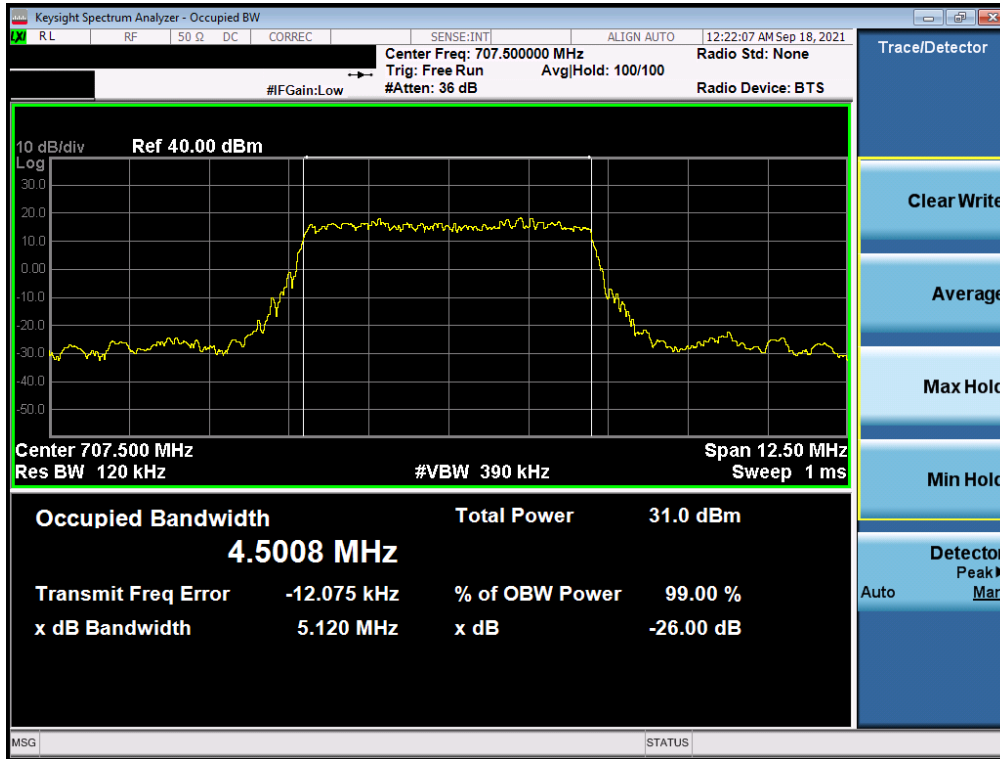 Keysight Spectrum Analyzer - Occupied BW
LXI RL RF 50 Ω DC CORREC SENSE:INT ALIGN AUTO 12:22:07 AM Sep 18, 2021
Center Freq: 707.500000 MHz Radio Std: None
Trig: Free Run Avg|Hold: 100/100
#IFGain:Low #Atten: 36 dB Radio Device: BTS
10 dB/div Ref 40.00 dBm
Log
30.0
20.0
10.0
0.00
-10.0
-20.0
-30.0
-40.0
-50.0
Center 707.500 MHz Span 12.50 MHz
Res BW 120 kHz #VBW 390 kHz Sweep 1 ms
Occupied Bandwidth Total Power 31.0 dBm
4.5008 MHz
Transmit Freq Error -12.075 kHz % of OBW Power 99.00 %
x dB Bandwidth 5.120 MHz x dB -26.00 dB
MSG STATUS
Trace/Detector
Clear Write
Average
Max Hold
Min Hold
Detector
Peak
Auto Man